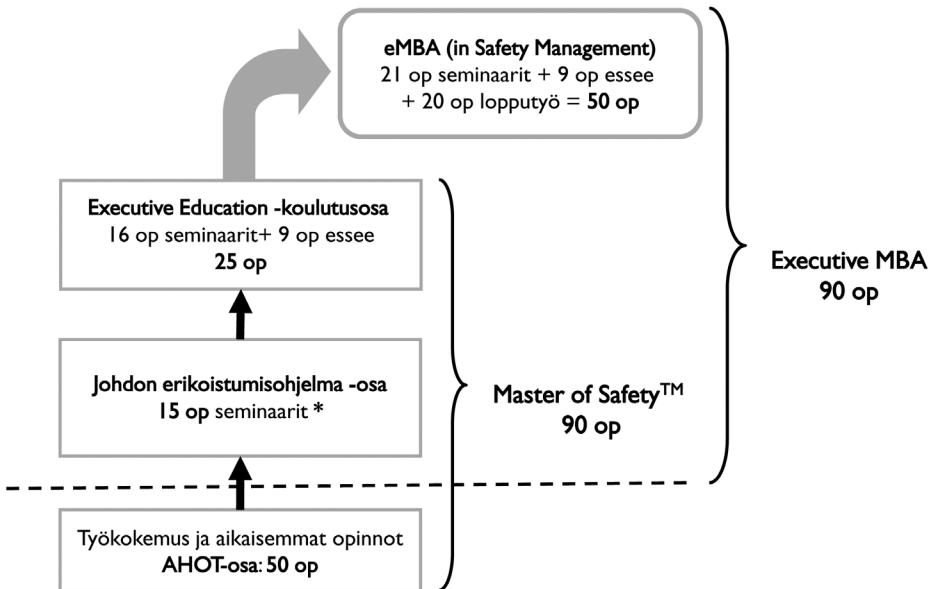 eMBA (in Safety Management)
21 op seminaarit + 9 op essee
+ 20 op lopputyö = 50 op
Executive Education -koulutusosa
16 op seminaarit+ 9 op essee
25 op
Executive MBA
90 op
Johdon erikoistumisohjelma -osa
15 op seminaarit *
Master of Safety™
90 op
Työkokemus ja aikaisemmat opinnot
AHOT-osa: 50 op